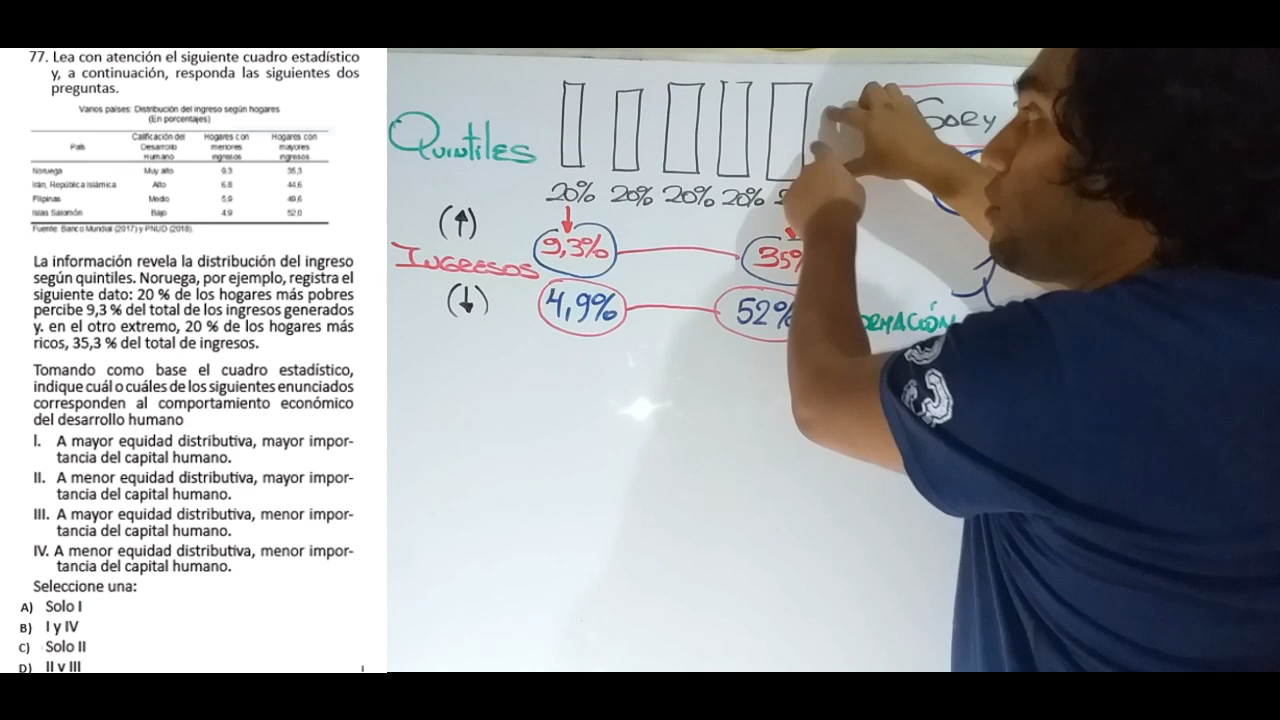 77. Lea con atención el siguiente cuadro estadístico
y, a continuación, responda las siguientes dos
preguntas.
Varios países: Distribución del ingreso según hogares
(En porcentajes)
País Calificación del Desarrollo Humano Hogares con menores ingresos Hogares con mayores ingresos
Noruega Muy alto 9,3 35,3
Irán, República Islámica Alto 6,8 44,6
Filipinas Medio 5,9 49,6
Islas Salomón Bajo 4,9 52,0
Fuente: Banco Mundial (2017) y PNUD (2018).
La información revela la distribución del ingreso
según quintiles. Noruega, por ejemplo, registra el
siguiente dato: 20 % de los hogares más pobres
percibe 9,3 % del total de los ingresos generados
y. en el otro extremo, 20 % de los hogares más
ricos, 35,3 % del total de ingresos.
Tomando como base el cuadro estadístico,
indique cuál o cuáles de los siguientes enunciados
corresponden al comportamiento económico
del desarrollo humano
I. A mayor equidad distributiva, mayor impor-
tancia del capital humano.
II. A menor equidad distributiva, mayor impor-
tancia del capital humano.
III. A mayor equidad distributiva, menor impor-
tancia del capital humano.
IV. A menor equidad distributiva, menor impor-
tancia del capital humano.
Seleccione una:
A) Solo I
B) I y IV
C) Solo II
D) II y III
Quintiles
20% 20% 20% 20%
(↑)
INGRESOS
(↓)
9,3% 35%
4,9% 52%